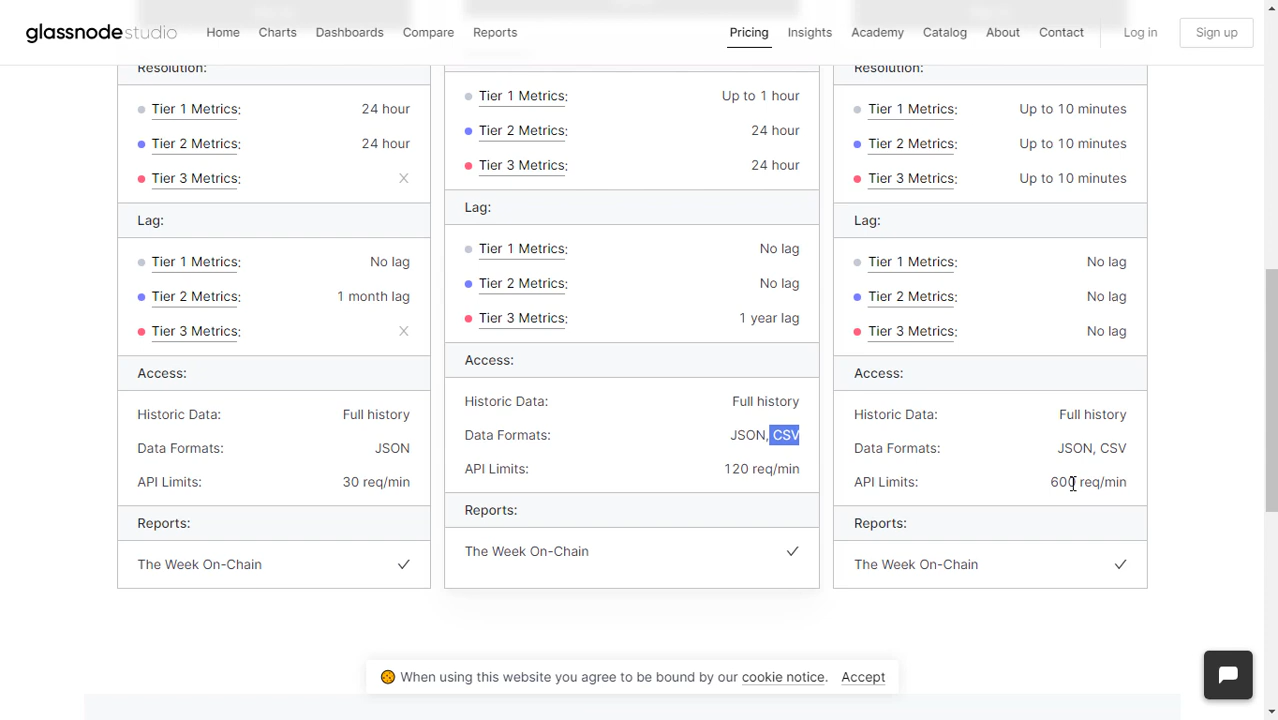 glassnode studio
Home
Charts
Dashboards
Compare
Reports
Pricing
Insights
Academy
Catalog
About
Contact
Log in
Sign up
Resolution:
Tier 1 Metrics: 24 hour
Tier 2 Metrics: 24 hour
Tier 3 Metrics: X
Lag:
Tier 1 Metrics: No lag
Tier 2 Metrics: 1 month lag
Tier 3 Metrics: X
Access:
Historic Data: Full history
Data Formats: JSON
API Limits: 30 req/min
Reports:
The Week On-Chain ✓
Tier 1 Metrics: Up to 1 hour
Tier 2 Metrics: 24 hour
Tier 3 Metrics: 24 hour
Lag:
Tier 1 Metrics: No lag
Tier 2 Metrics: No lag
Tier 3 Metrics: 1 year lag
Access:
Historic Data: Full history
Data Formats: JSON, CSV
API Limits: 120 req/min
Reports:
The Week On-Chain ✓
Resolution:
Tier 1 Metrics: Up to 10 minutes
Tier 2 Metrics: Up to 10 minutes
Tier 3 Metrics: Up to 10 minutes
Lag:
Tier 1 Metrics: No lag
Tier 2 Metrics: No lag
Tier 3 Metrics: No lag
Access:
Historic Data: Full history
Data Formats: JSON, CSV
API Limits: 600 req/min
Reports:
The Week On-Chain ✓
When using this website you agree to be bound by our cookie notice. Accept